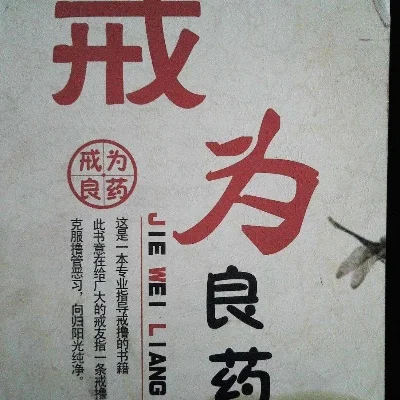 戒为良药
戒为
良药
JIE WEI LIANG
这是一本专业指导戒撸的书籍
此书意在给广大的戒友指一条戒撸
克服撸管恶习，向归阳光纯净。